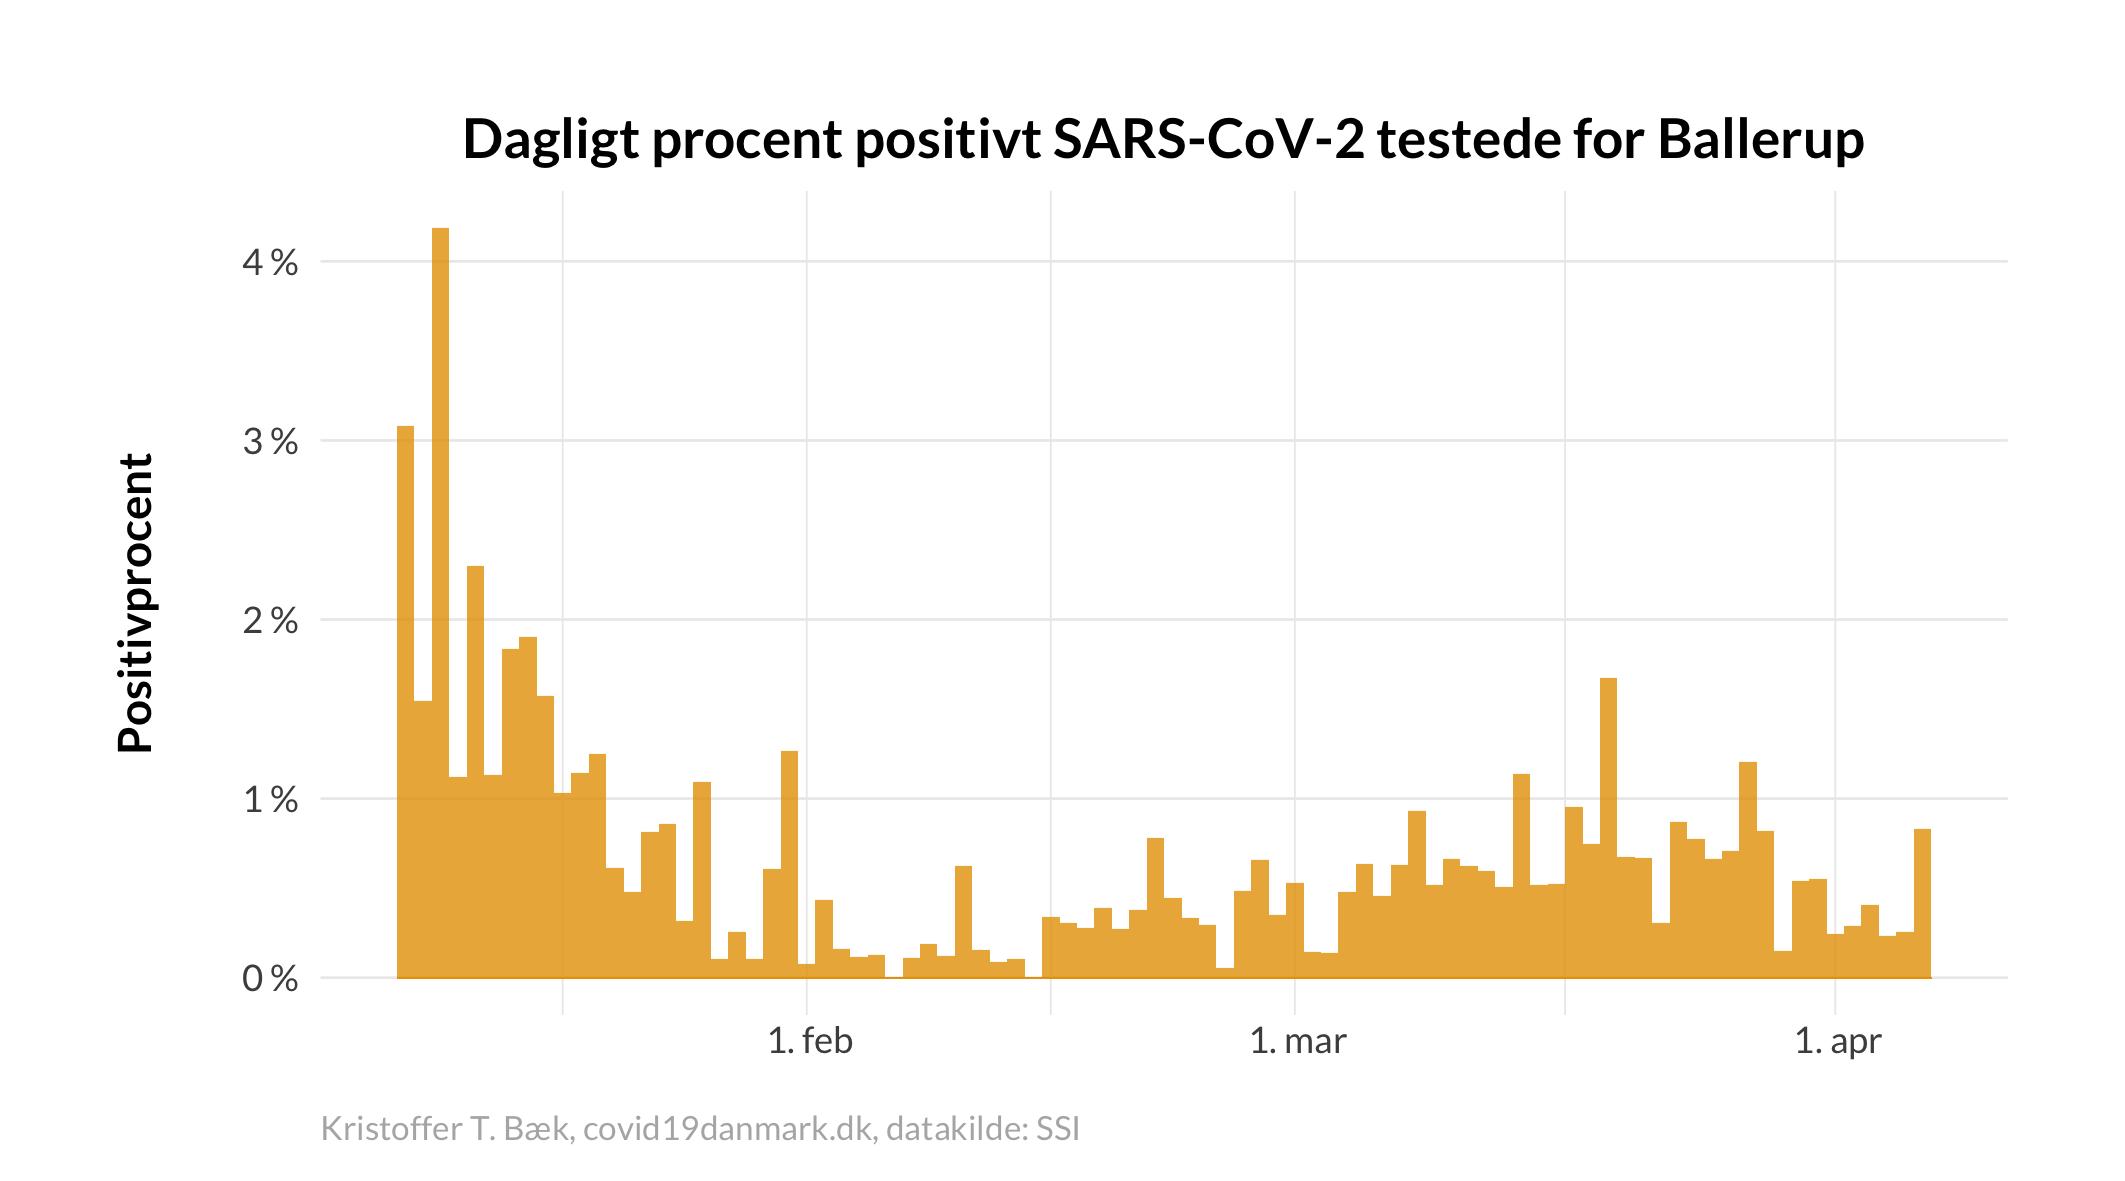 Dagligt procent positivt SARS-CoV-2 testede for Ballerup
Positivprocent
4 %
3 %
2 %
1 %
0 %
1. feb
1. mar
1. apr
Kristoffer T. Bæk, covid19danmark.dk, datakilde: SSI